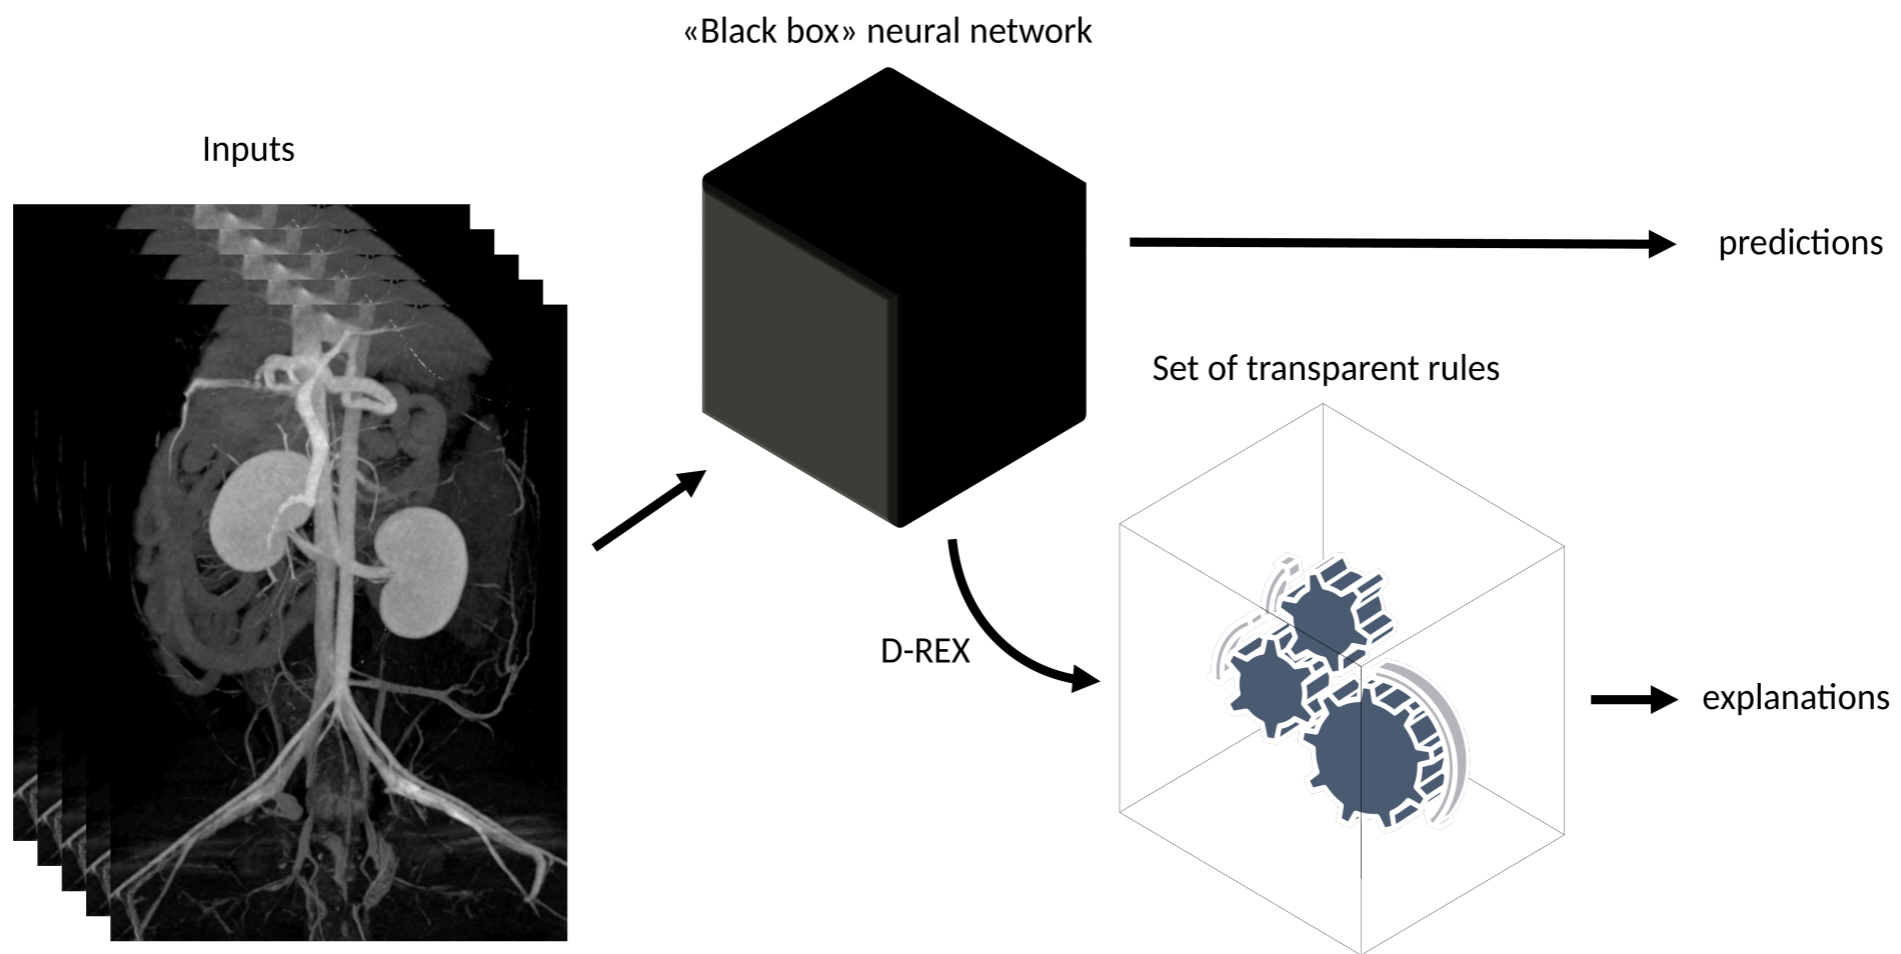 «Black box» neural network
Inputs
predictions
Set of transparent rules
D-REX
explanations